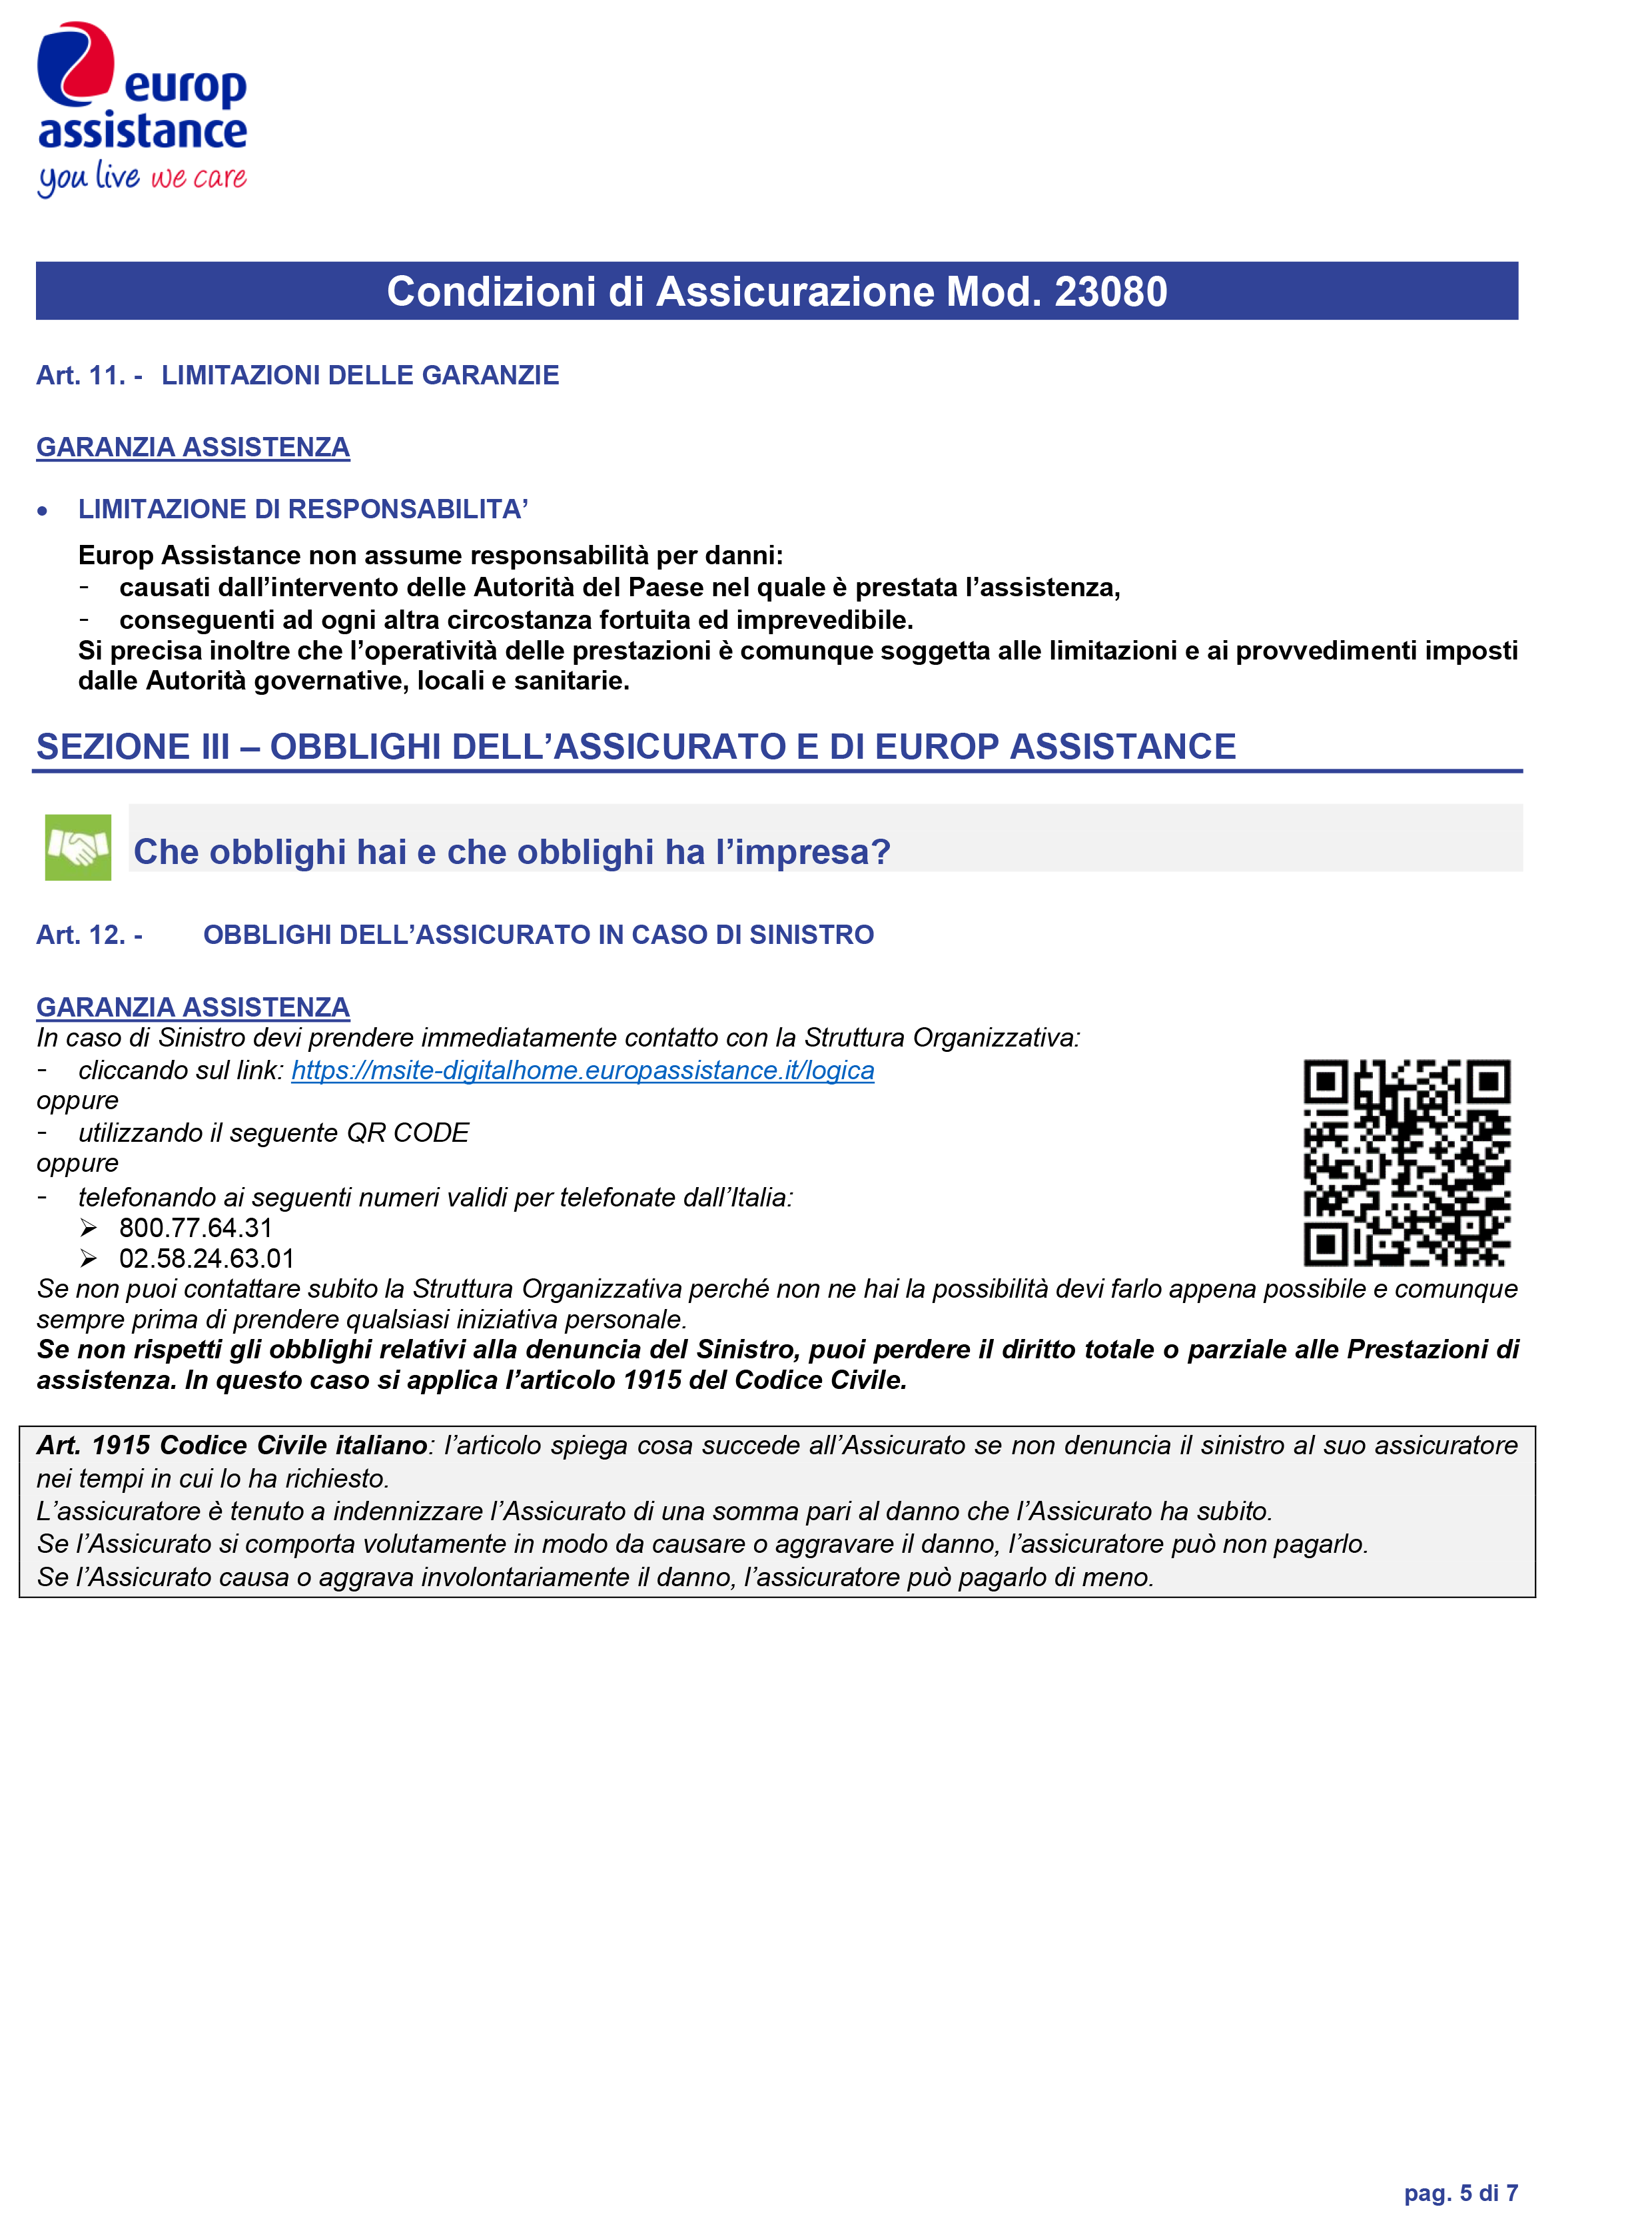 europ
assistance
you live we care
Condizioni di Assicurazione Mod. 23080
Art. 11. - LIMITAZIONI DELLE GARANZIE
GARANZIA ASSISTENZA
• LIMITAZIONE DI RESPONSABILITA’
Europ Assistance non assume responsabilità per danni:
- causati dall’intervento delle Autorità del Paese nel quale è prestata l’assistenza,
- conseguenti ad ogni altra circostanza fortuita ed imprevedibile.
Si precisa inoltre che l’operatività delle prestazioni è comunque soggetta alle limitazioni e ai provvedimenti imposti
dalle Autorità governative, locali e sanitarie.
SEZIONE III – OBBLIGHI DELL’ASSICURATO E DI EUROP ASSISTANCE
Che obblighi hai e che obblighi ha l’impresa?
Art. 12. - OBBLIGHI DELL’ASSICURATO IN CASO DI SINISTRO
GARANZIA ASSISTENZA
In caso di Sinistro devi prendere immediatamente contatto con la Struttura Organizzativa:
- cliccando sul link: https://msite-digitalhome.europassistance.it/logica
oppure
- utilizzando il seguente QR CODE
oppure
- telefonando ai seguenti numeri validi per telefonate dall’Italia:
➢ 800.77.64.31
➢ 02.58.24.63.01
Se non puoi contattare subito la Struttura Organizzativa perché non ne hai la possibilità devi farlo appena possibile e comunque
sempre prima di prendere qualsiasi iniziativa personale.
Se non rispetti gli obblighi relativi alla denuncia del Sinistro, puoi perdere il diritto totale o parziale alle Prestazioni di
assistenza. In questo caso si applica l’articolo 1915 del Codice Civile.
Art. 1915 Codice Civile italiano: l’articolo spiega cosa succede all’Assicurato se non denuncia il sinistro al suo assicuratore
nei tempi in cui lo ha richiesto.
L’assicuratore è tenuto a indennizzare l’Assicurato di una somma pari al danno che l’Assicurato ha subito.
Se l’Assicurato si comporta volutamente in modo da causare o aggravare il danno, l’assicuratore può non pagarlo.
Se l’Assicurato causa o aggrava involontariamente il danno, l’assicuratore può pagarlo di meno.
pag. 5 di 7